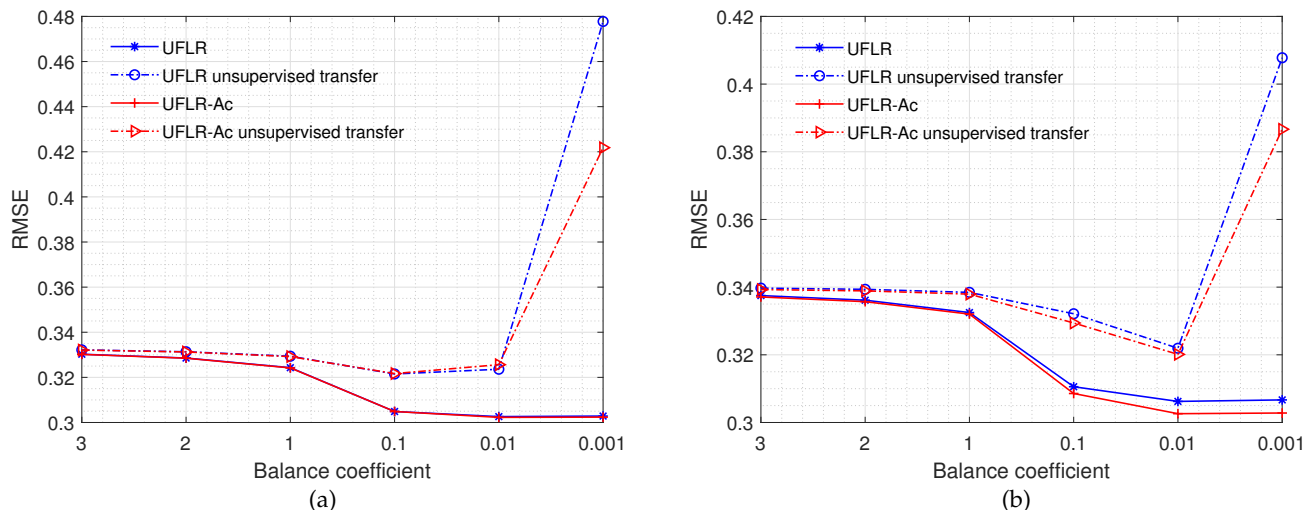 0.48
0.46
0.44
0.42
0.4
0.38
0.36
0.34
0.32
0.3
RMSE
UFLR
UFLR unsupervised transfer
UFLR-Ac
UFLR-Ac unsupervised transfer
3 2 1 0.1 0.01 0.001
Balance coefficient
(a)
0.42
0.4
0.38
0.36
0.34
0.32
0.3
RMSE
UFLR
UFLR unsupervised transfer
UFLR-Ac
UFLR-Ac unsupervised transfer
3 2 1 0.1 0.01 0.001
Balance coefficient
(b)